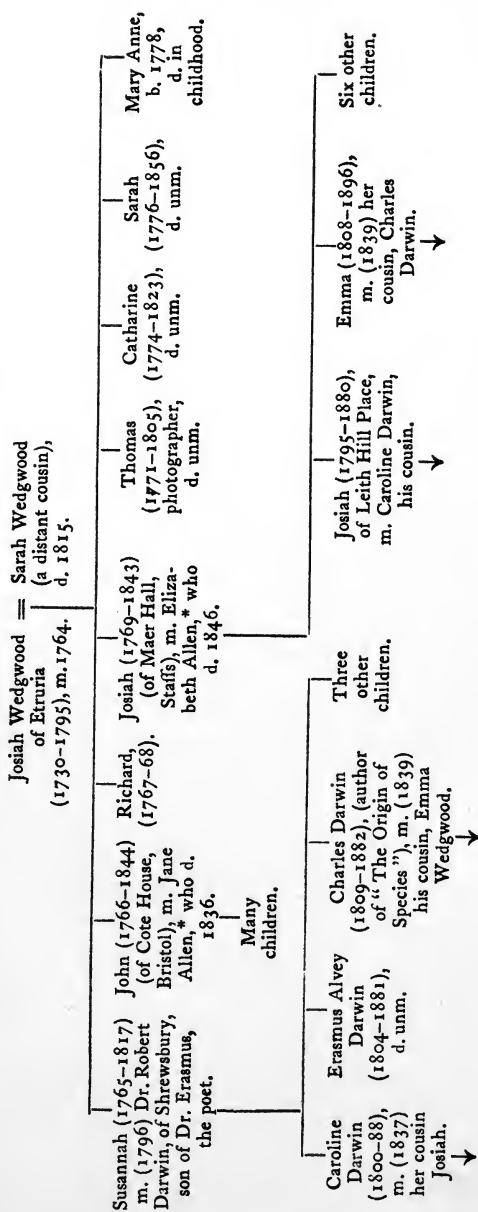 Josiah Wedgwood
of Etruria
(1730–1795), m. 1764.
=
Sarah Wedgwood
(a distant cousin),
d. 1815.
Susannah (1765–1817)
m. (1796) Dr. Robert
Darwin, of Shrewsbury,
son of Dr. Erasmus,
the poet.
John (1766–1844)
(of Cote House,
Bristol), m. Jane
Allen,* who d.
1836.
Many
children.
Richard,
(1767–68).
Josiah (1769–1843)
(of Maer Hall,
Staffs), m. Eliza-
beth Allen,* who
d. 1846.
Thomas
(1771–1805),
photographer,
d. unm.
Catharine
(1774–1823),
d. unm.
Sarah
(1776–1856),
d. unm.
Mary Anne,
b. 1778,
d. in
childhood.
Caroline
Darwin
(1800–88),
m. (1837)
her cousin
Josiah.
Erasmus Alvey
Darwin
(1804–1881),
d. unm.
Charles Darwin
(1809–1882), (author
of “ The Origin of
Species ”), m. (1839)
his cousin, Emma
Wedgwood.
Three
other
children.
Josiah (1795–1880),
of Leith Hill Place,
m. Caroline Darwin,
his cousin.
Emma (1808–1896),
m. (1839) her
cousin, Charles
Darwin.
Six other
children.